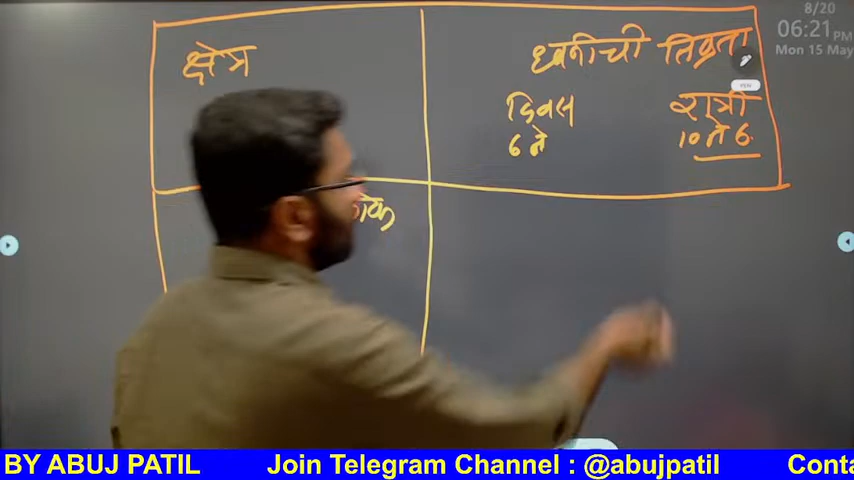 8/20
06:21 PM
Mon 15 May
क्षेत्र
ध्वनीची तिव्रता
PEN
दिवस
रात्री
6 ते
10 ते 6.
BY ABUJ PATIL
Join Telegram Channel : @abujpatil
Conta